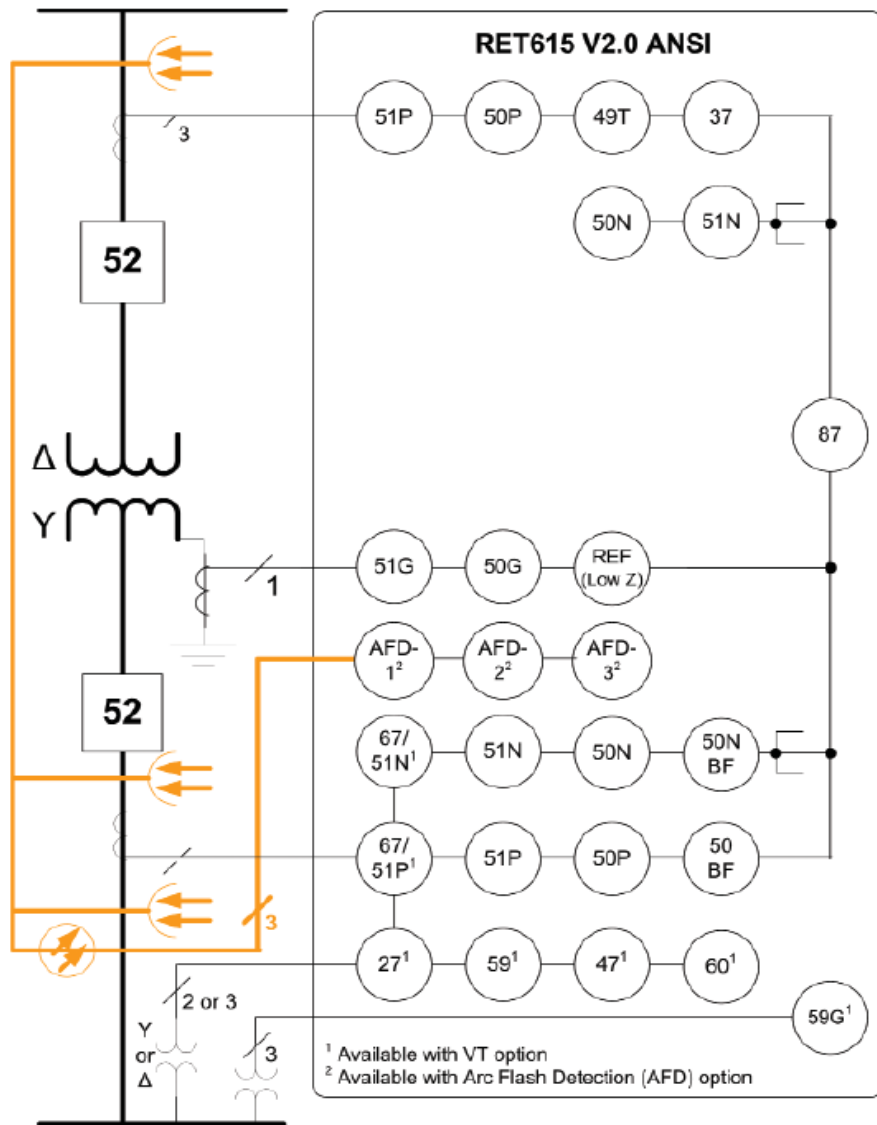 RET615 V2.0 ANSI
51P 50P 49T 37
3
50N 51N
52
87
Δ
Y
51G 50G REF (Low Z)
1
AFD-1² AFD-2² AFD-3²
52
67/51N¹ 51N 50N 50N BF
67/51P¹ 51P 50P 50 BF
3
27¹ 59¹ 47¹ 60¹
2 or 3
59G¹
Y or Δ
3
¹ Available with VT option
² Available with Arc Flash Detection (AFD) option